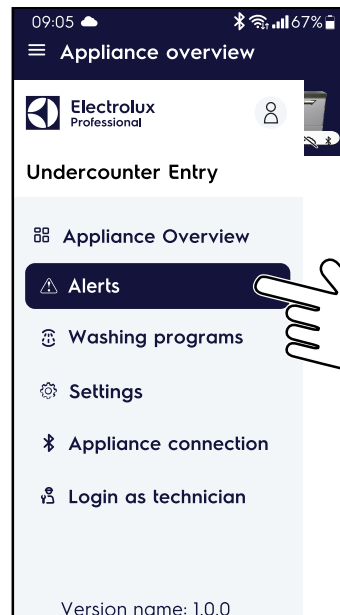 09:05 67%
Appliance overview
Electrolux
Professional
Undercounter Entry
Appliance Overview
Alerts
Washing programs
Settings
Appliance connection
Login as technician
Version name: 1.0.0